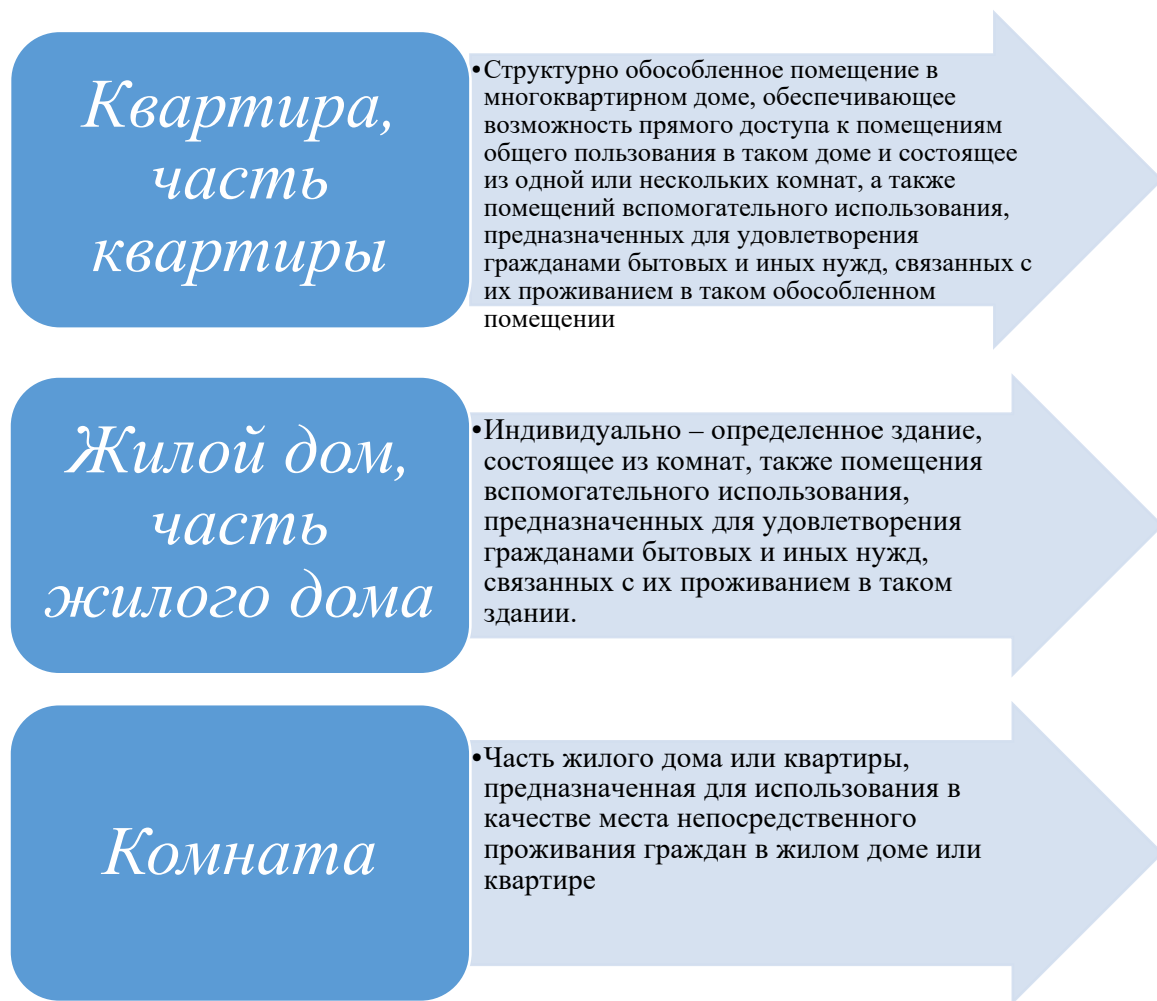 Квартира,
часть
квартиры
•Структурно обособленное помещение в
многоквартирном доме, обеспечивающее
возможность прямого доступа к помещениям
общего пользования в таком доме и состоящее
из одной или нескольких комнат, а также
помещений вспомогательного использования,
предназначенных для удовлетворения
гражданами бытовых и иных нужд, связанных с
их проживанием в таком обособленном
помещении
Жилой дом,
часть
жилого дома
•Индивидуально – определенное здание,
состоящее из комнат, также помещения
вспомогательного использования,
предназначенных для удовлетворения
гражданами бытовых и иных нужд,
связанных с их проживанием в таком
здании.
Комната
•Часть жилого дома или квартиры,
предназначенная для использования в
качестве места непосредственного
проживания граждан в жилом доме или
квартире